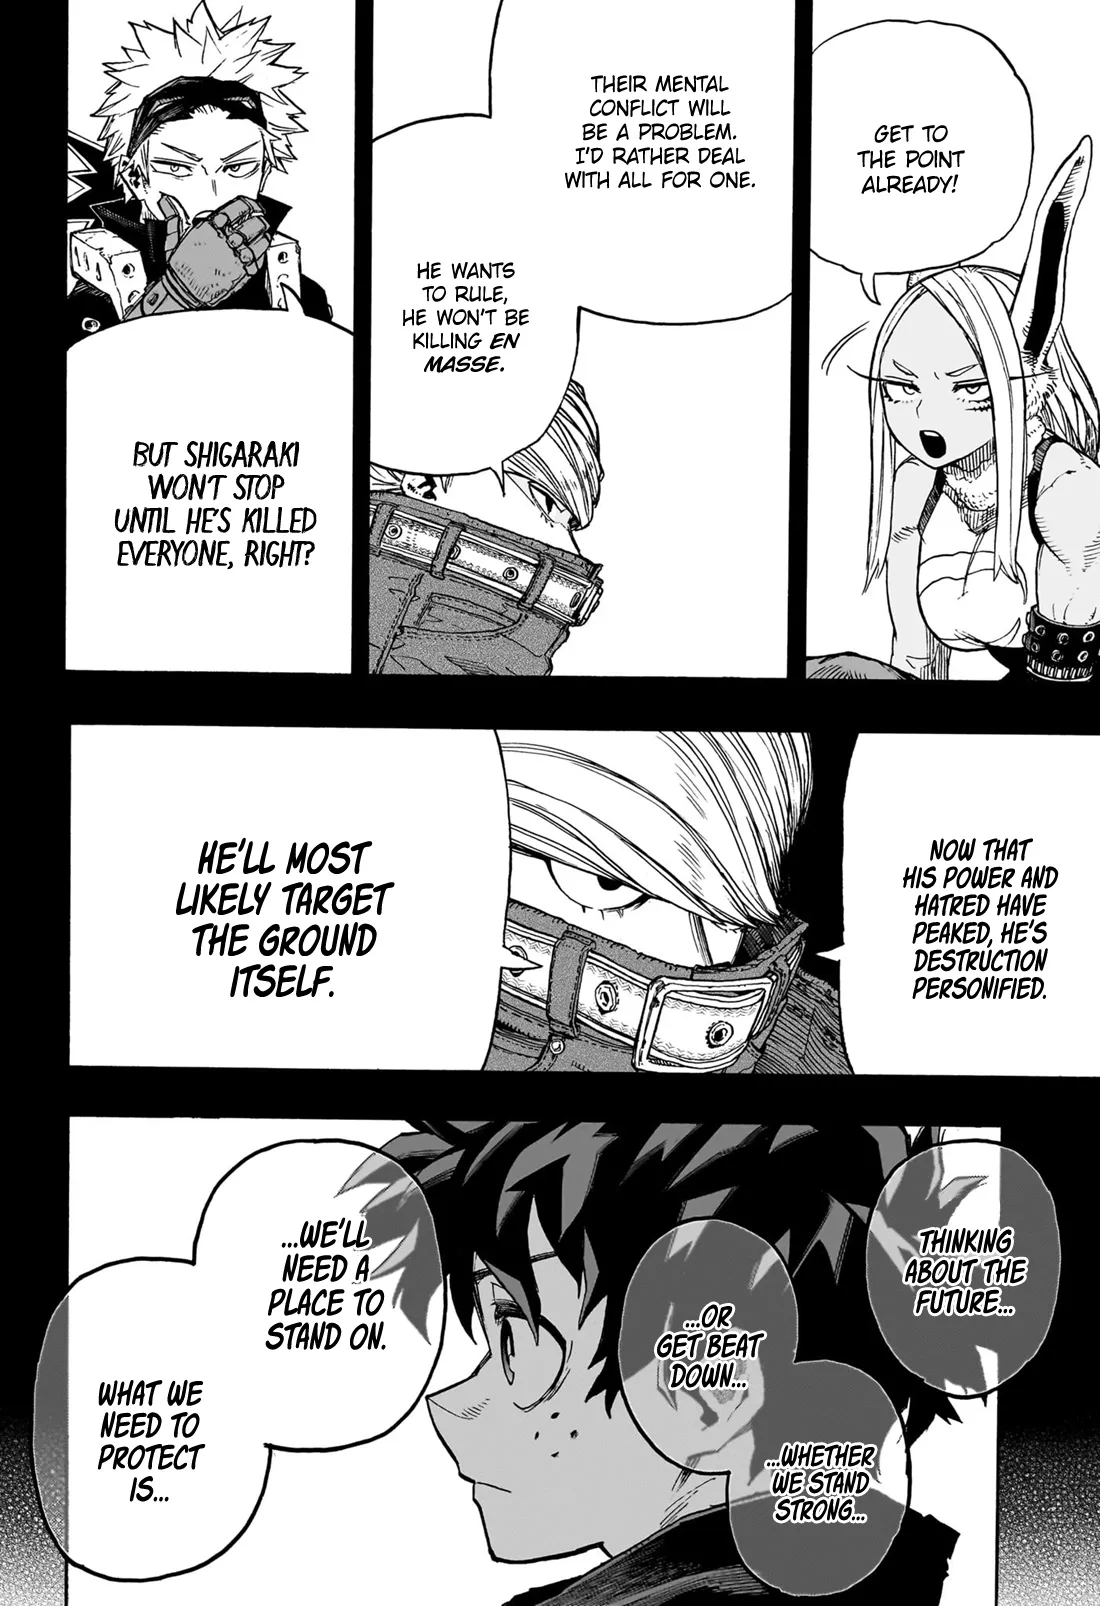 GET TO
THE POINT
ALREADY!
THEIR MENTAL
CONFLICT WILL
BE A PROBLEM.
I'D RATHER DEAL
WITH ALL FOR ONE.
HE WANTS
TO RULE,
HE WON'T BE
KILLING EN
MASSE.
BUT SHIGARAKI
WON'T STOP
UNTIL HE'S KILLED
EVERYONE, RIGHT?
NOW THAT
HIS POWER AND
HATRED HAVE
PEAKED, HE'S
DESTRUCTION
PERSONIFIED.
HE'LL MOST
LIKELY TARGET
THE GROUND
ITSELF.
THINKING
ABOUT THE
FUTURE...
...OR
GET BEAT
DOWN...
...WHETHER
WE STAND
STRONG...
...WE'LL
NEED A
PLACE TO
STAND ON.
WHAT WE
NEED TO
PROTECT
IS...